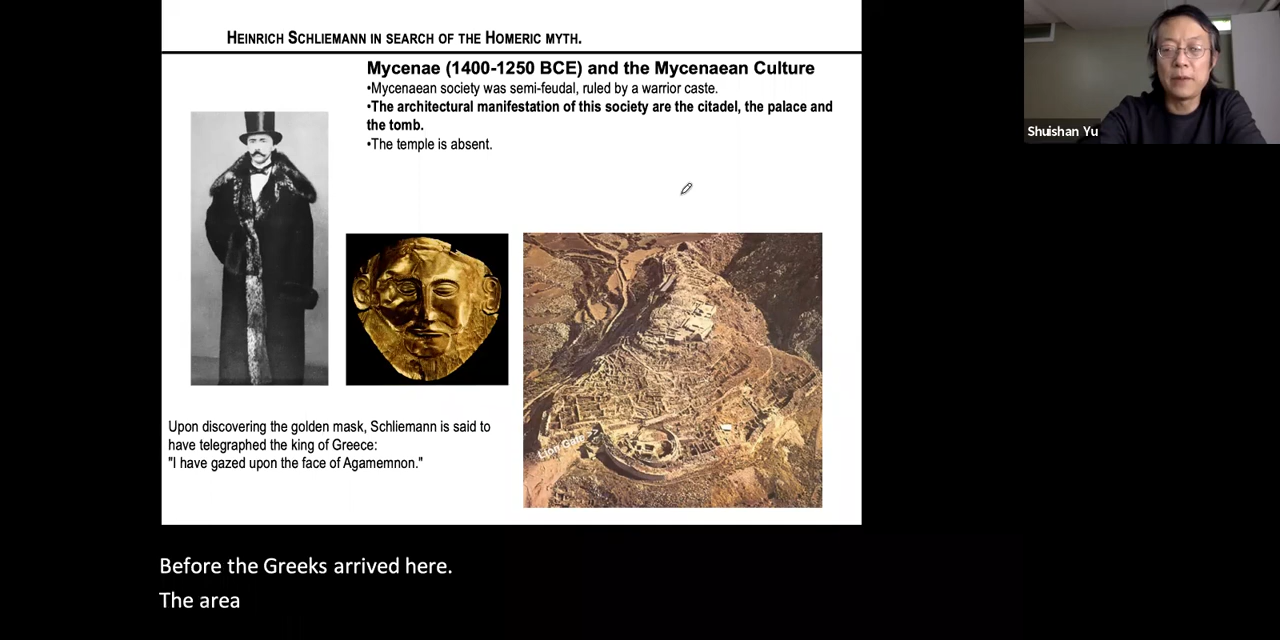 HEINRICH SCHLIEMANN IN SEARCH OF THE HOMERIC MYTH.
Mycenae (1400-1250 BCE) and the Mycenaean Culture
•Mycenaean society was semi-feudal, ruled by a warrior caste.
•The architectural manifestation of this society are the citadel, the palace and
the tomb.
•The temple is absent.
Shuishan Yu
Lion Gate
Upon discovering the golden mask, Schliemann is said to
have telegraphed the king of Greece:
"I have gazed upon the face of Agamemnon."
Before the Greeks arrived here.
The area